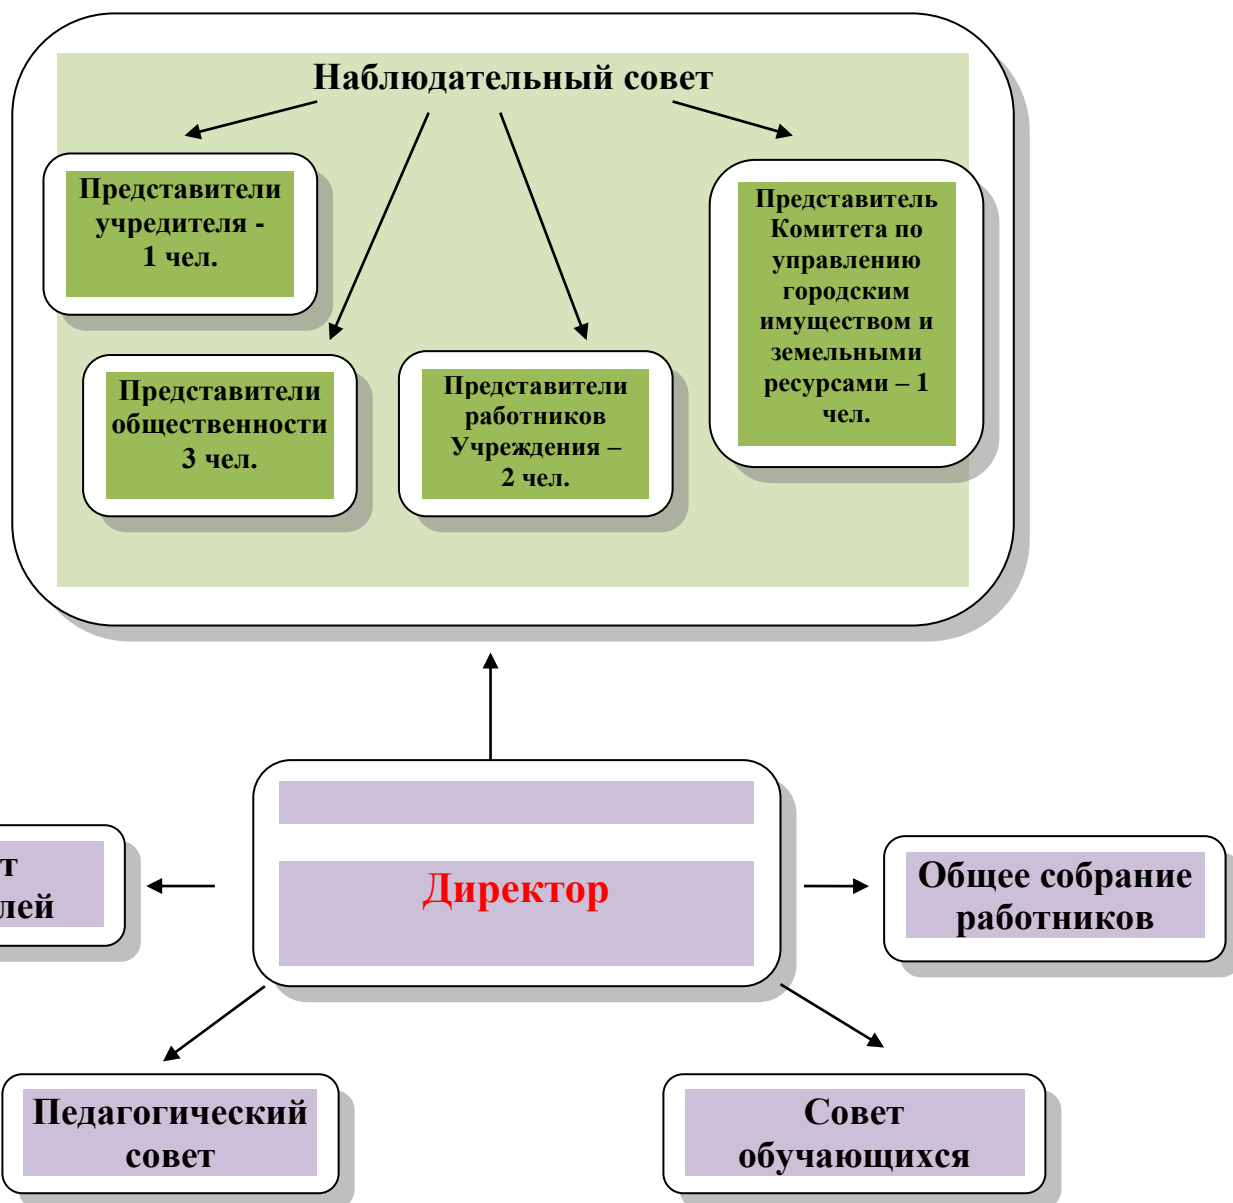 Наблюдательный совет
Представители
учредителя -
1 чел.
Представитель
Комитета по
управлению
городским
имуществом и
земельными
ресурсами – 1
чел.
Представители
общественности
3 чел.
Представители
работников
Учреждения –
2 чел.
Директор
т
лей
Общее собрание
работников
Педагогический
совет
Совет
обучающихся